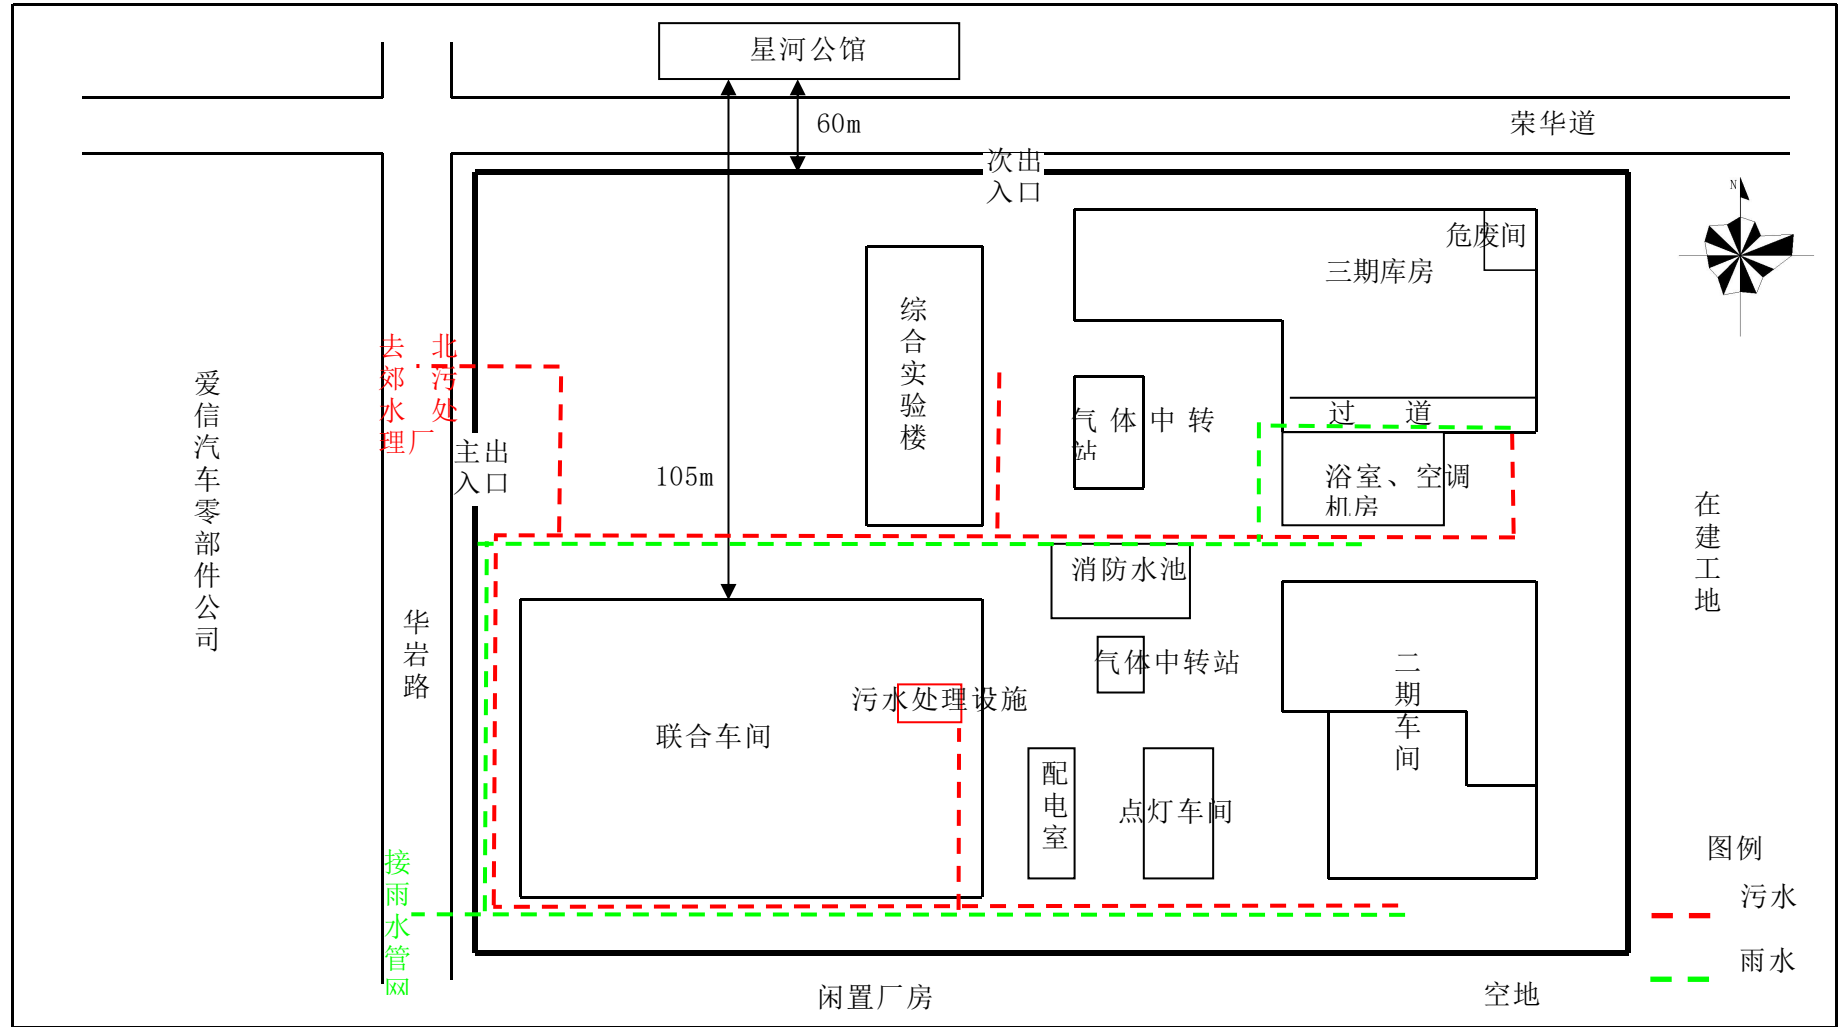 星河公馆
60m
荣华道
次出
入口
N
危废间
三期库房
综合实验楼
去 北
郊 污
水 处
理厂
爱信汽车零部件公司
气体中转
站
过 道
主出
入口
105m
浴室、空调
机房
在建工地
消防水池
华岩路
气体中转站
二期车间
污水处理设施
联合车间
配电室
点灯车间
图例
接雨水管网
污水
雨水
闲置厂房
空地